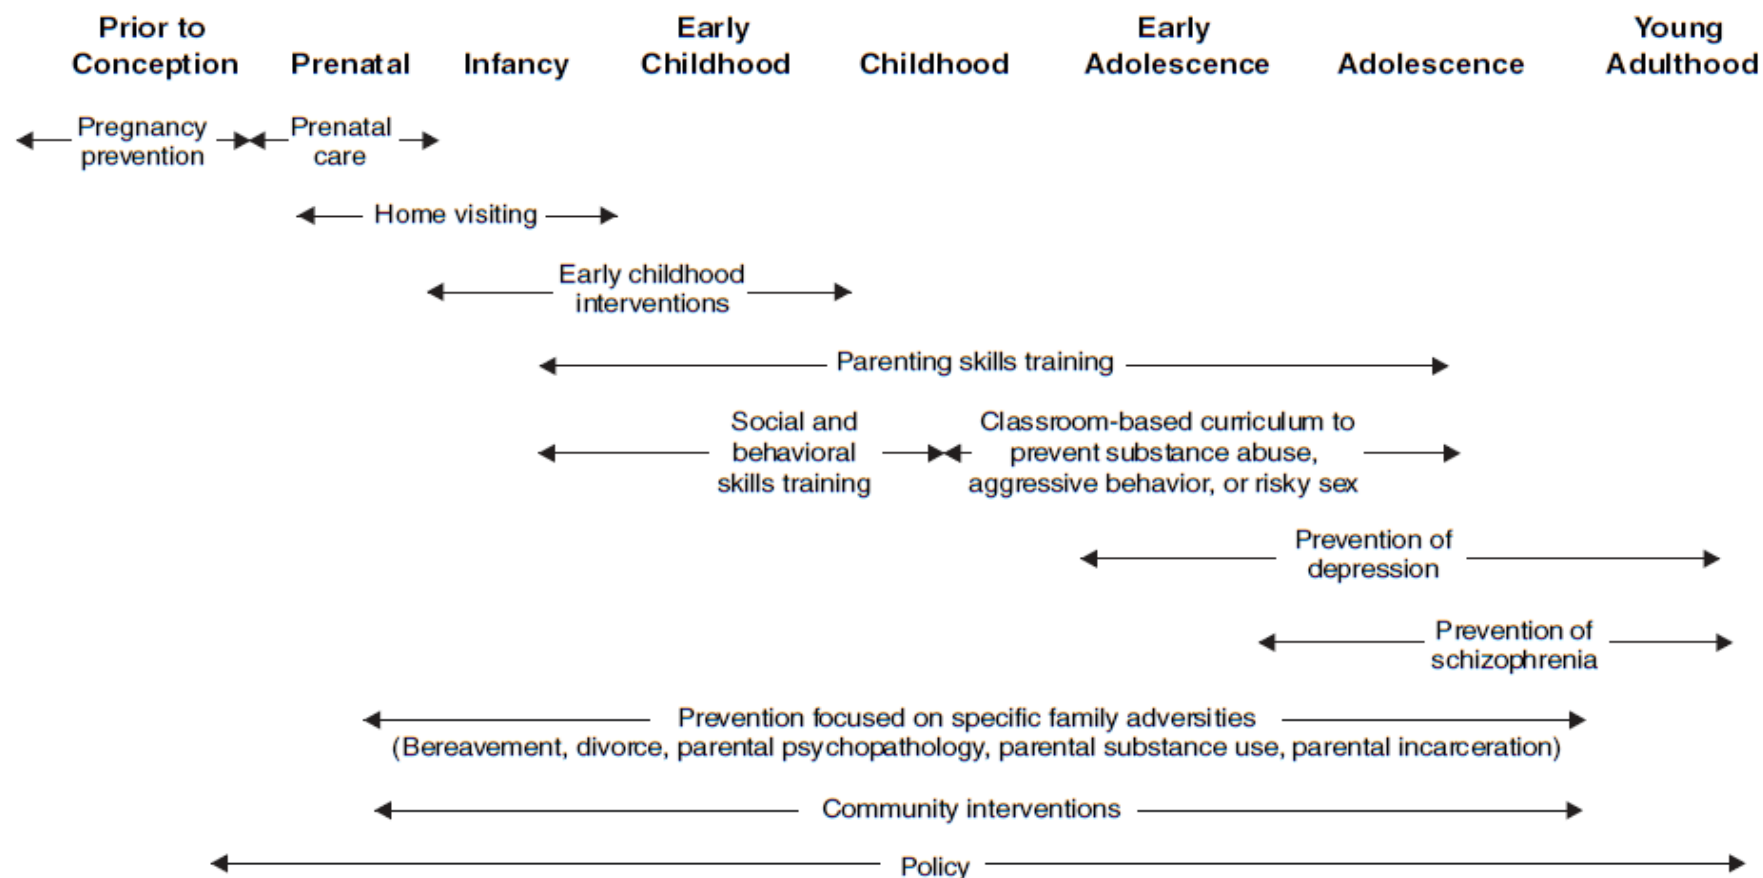 Prior to
Conception
Prenatal
Infancy
Early
Childhood
Childhood
Early
Adolescence
Adolescence
Young
Adulthood
Pregnancy
prevention
Prenatal
care
Home visiting
Early childhood
interventions
Parenting skills training
Social and
behavioral
skills training
Classroom-based curriculum to
prevent substance abuse,
aggressive behavior, or risky sex
Prevention of
depression
Prevention of
schizophrenia
Prevention focused on specific family adversities
(Bereavement, divorce, parental psychopathology, parental substance use, parental incarceration)
Community interventions
Policy